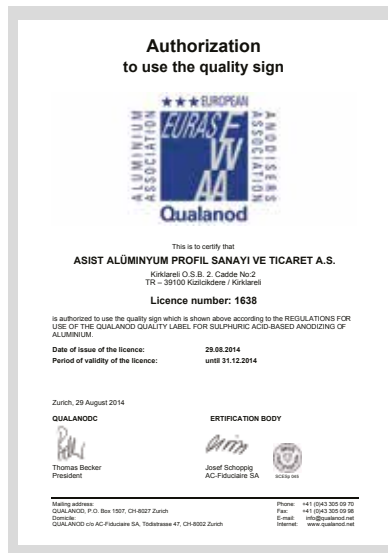 Authorization
to use the quality sign
★★★EUROPEAN
ALUMINIUM
ASSOCIATION
EURAS
EWAA
ASSOCIATION
ANODISERS
Qualanod
This is to certify that
ASIST ALÜMINYUM PROFIL SANAYI VE TICARET A.S.
Kirklareli O.S.B. 2. Cadde No:2
TR – 39100 Kizilcikdere / Kirklareli
Licence number: 1638
is authorized to use the quality sign which is shown above according to the REGULATIONS FOR
USE OF THE QUALANOD QUALITY LABEL FOR SULPHURIC ACID-BASED ANODIZING OF
ALUMINIUM.
Date of issue of the licence: 29.08.2014
Period of validity of the licence: until 31.12.2014
Zurich, 29 August 2014
QUALANODC ERTIFICATION BODY
Thomas Becker Josef Schoppig
President AC-Fiduciaire SA
SCESp 045
Mailing address: Phone: +41 (0)43 305 09 70
QUALANOD, P.O. Box 1507, CH-8027 Zurich Fax: +41 (0)43 305 09 98
Domicile: E-mail: info@qualanod.net
QUALANOD c/o AC-Fiduciaire SA, Tödistrasse 47, CH-8002 Zurich Internet: www.qualanod.net